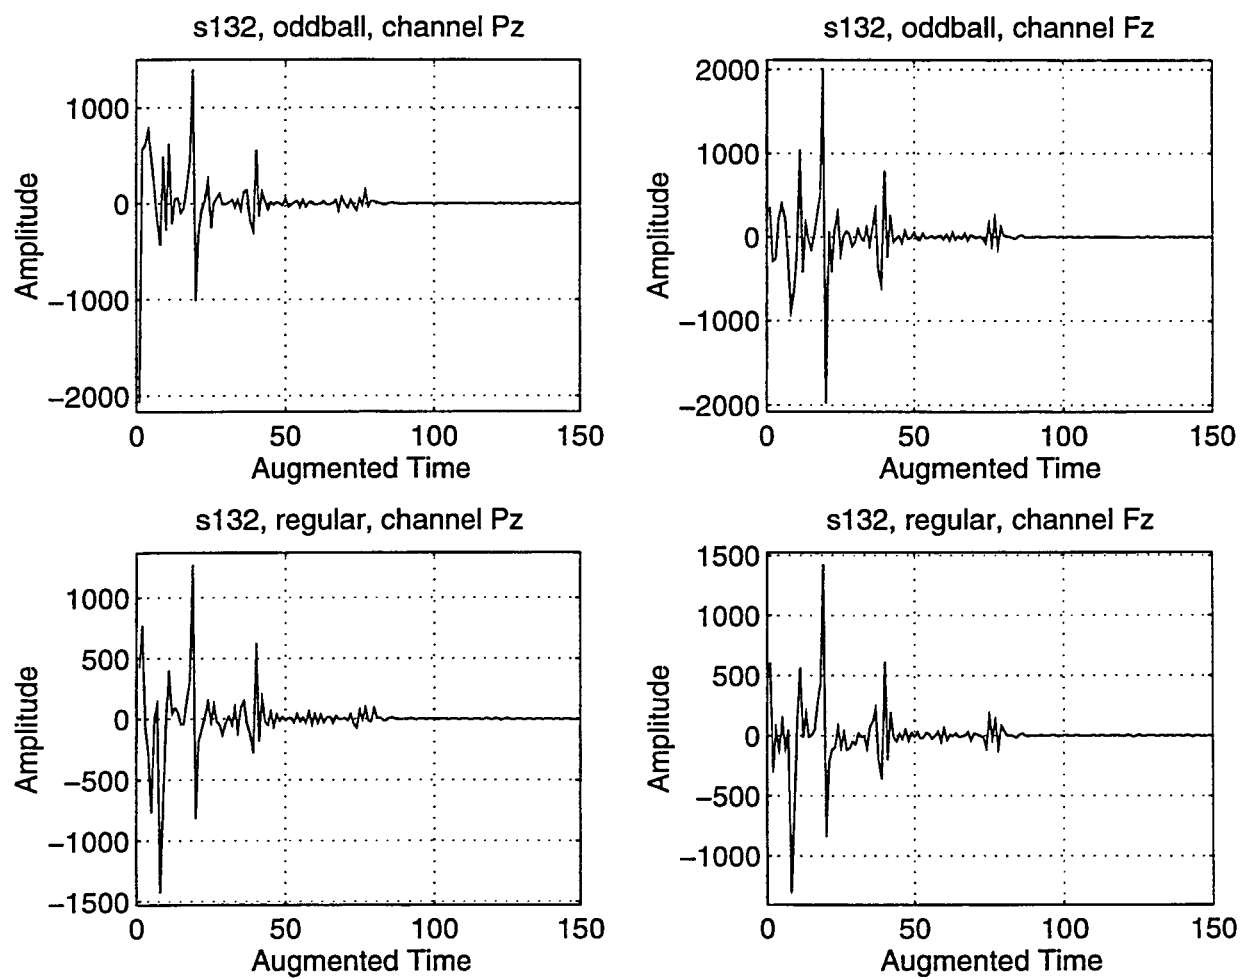 s132, oddball, channel Pz
1000
0
−1000
−2000
Amplitude
0 50 100 150
Augmented Time
s132, oddball, channel Fz
2000
1000
0
−1000
−2000
Amplitude
0 50 100 150
Augmented Time
s132, regular, channel Pz
1000
500
0
−500
−1000
−1500
Amplitude
0 50 100 150
Augmented Time
s132, regular, channel Fz
1500
1000
500
0
−500
−1000
Amplitude
0 50 100 150
Augmented Time